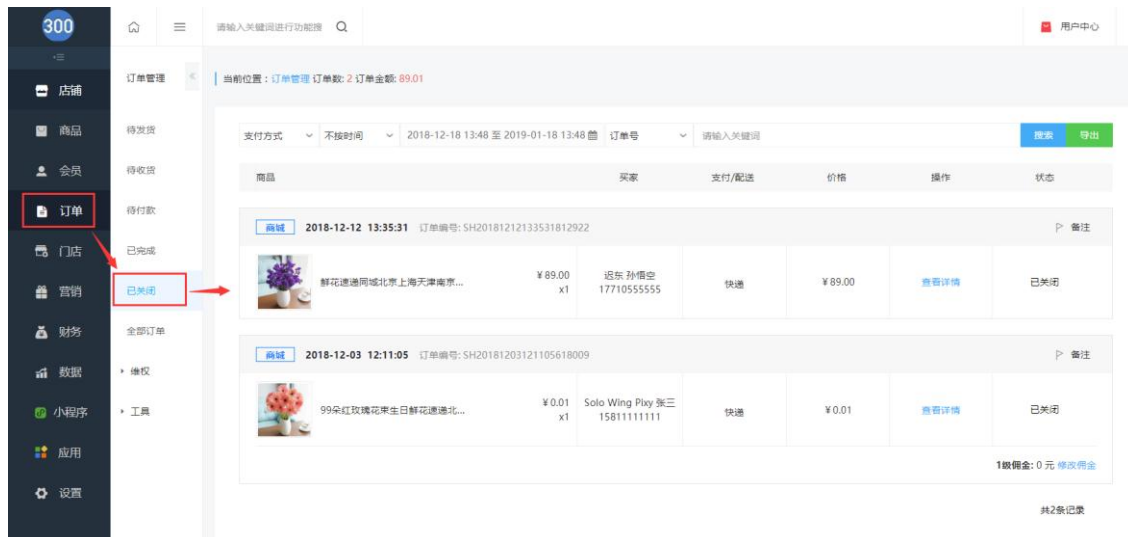 300
请输入关键词进行功能搜
用户中心
店铺
商品
会员
订单
门店
营销
财务
数据
小程序
应用
设置
订单管理
待发货
待收货
待付款
已完成
已关闭
全部订单
维权
工具
当前位置：订单管理 订单数: 2 订单金额: 89.01
支付方式 不按时间 2018-12-18 13:48 至 2019-01-18 13:48 订单号 请输入关键词 搜索 导出
商品 买家 支付/配送 价格 操作 状态
商城 2018-12-12 13:35:31 订单编号: SH20181212133531812922 备注
鲜花速递同城北京上海天津南京... ¥89.00 迟东 孙悟空 快递 ¥89.00 查看详情 已关闭
x1 17710555555
商城 2018-12-03 12:11:05 订单编号: SH20181203121105618009 备注
99朵红玫瑰花束生日鲜花速递北... ¥0.01 Solo Wing Pixy 张三 快递 ¥0.01 查看详情 已关闭
x1 15811111111
1级佣金: 0 元 修改佣金
共2条记录